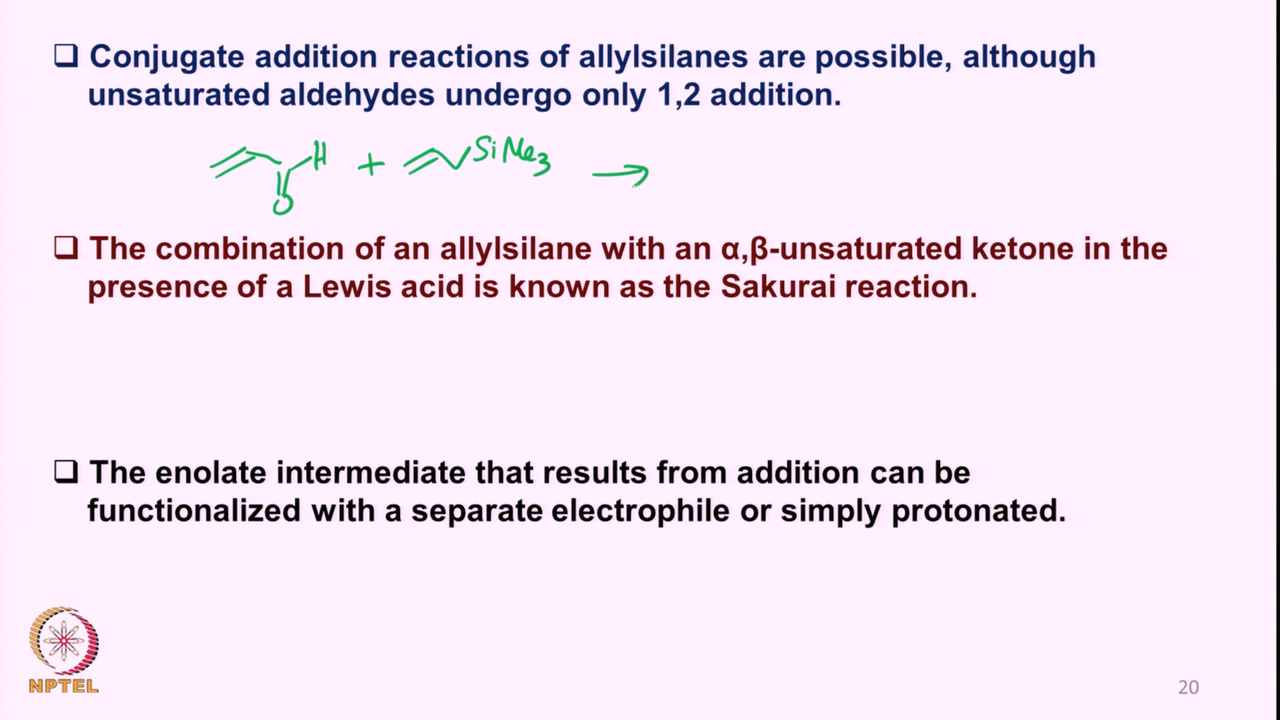 ❑ Conjugate addition reactions of allylsilanes are possible, although
unsaturated aldehydes undergo only 1,2 addition.
H + SiMe3 →
O
❑ The combination of an allylsilane with an α,β-unsaturated ketone in the
presence of a Lewis acid is known as the Sakurai reaction.
❑ The enolate intermediate that results from addition can be
functionalized with a separate electrophile or simply protonated.
NPTEL
20